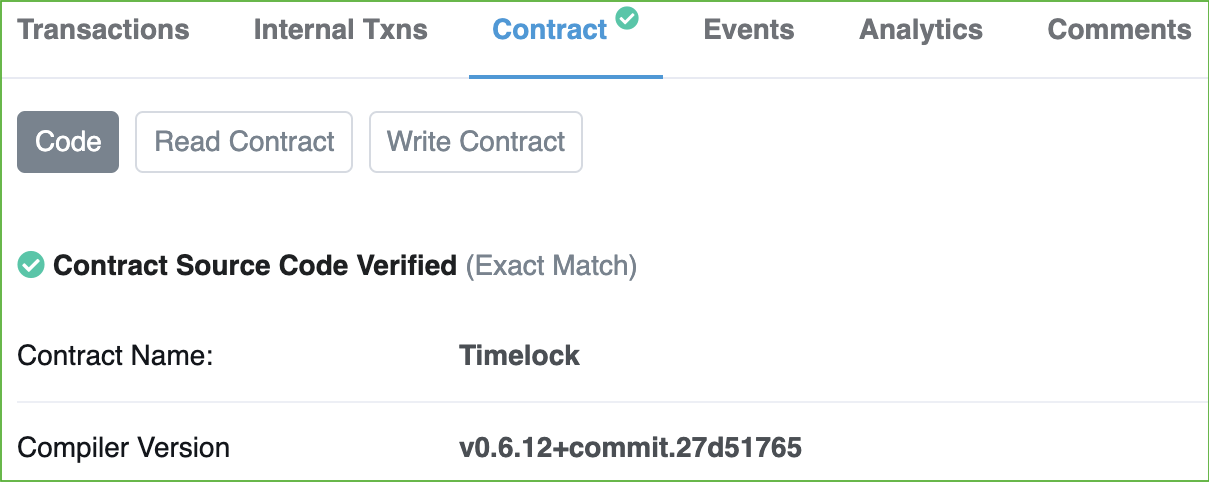 Transactions Internal Txns Contract Events Analytics Comments
Code Read Contract Write Contract
Contract Source Code Verified (Exact Match)
Contract Name: Timelock
Compiler Version v0.6.12+commit.27d51765